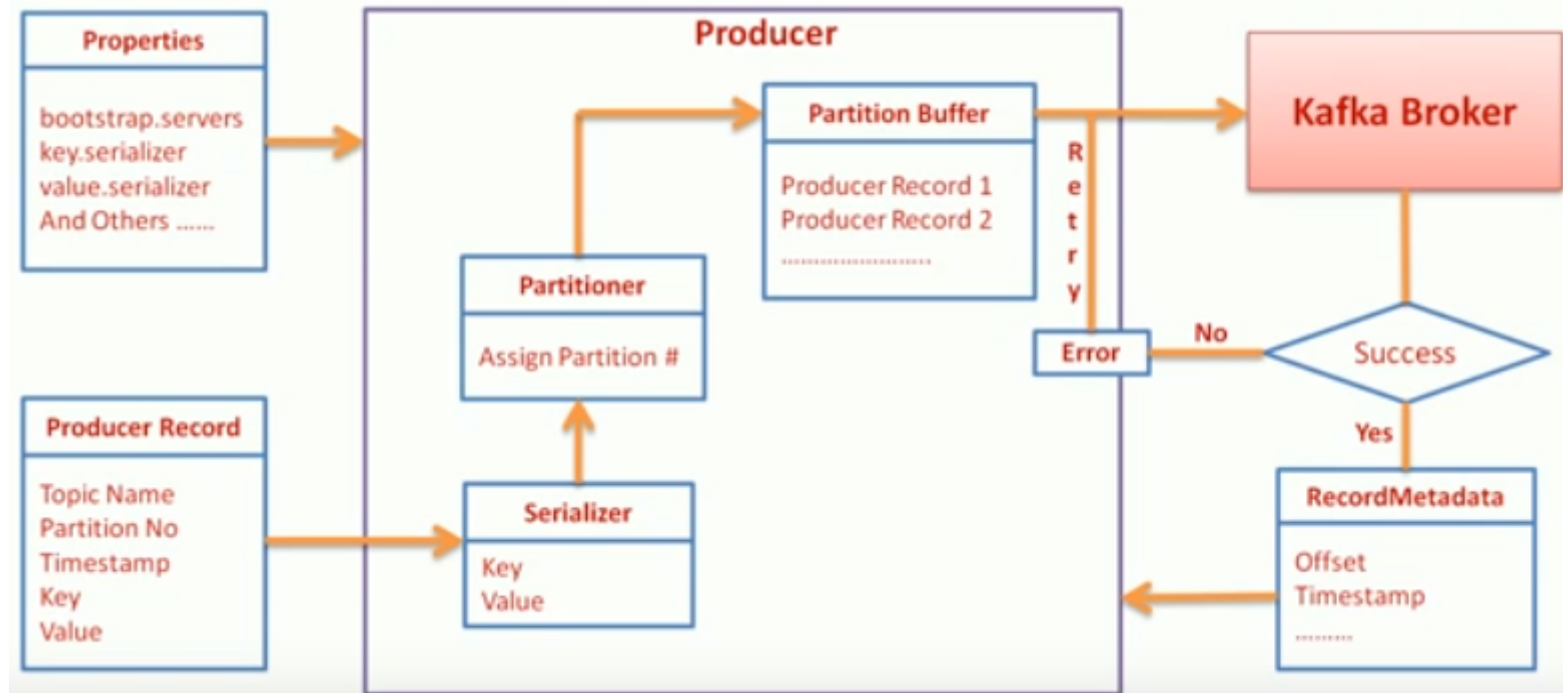 Properties
bootstrap.servers
key.serializer
value.serializer
And Others ......
Producer Record
Topic Name
Partition No
Timestamp
Key
Value
Producer
Serializer
Key
Value
Partitioner
Assign Partition #
Partition Buffer
Producer Record 1
Producer Record 2
.......................
Retry
Error
No
Kafka Broker
Success
Yes
RecordMetadata
Offset
Timestamp
.........